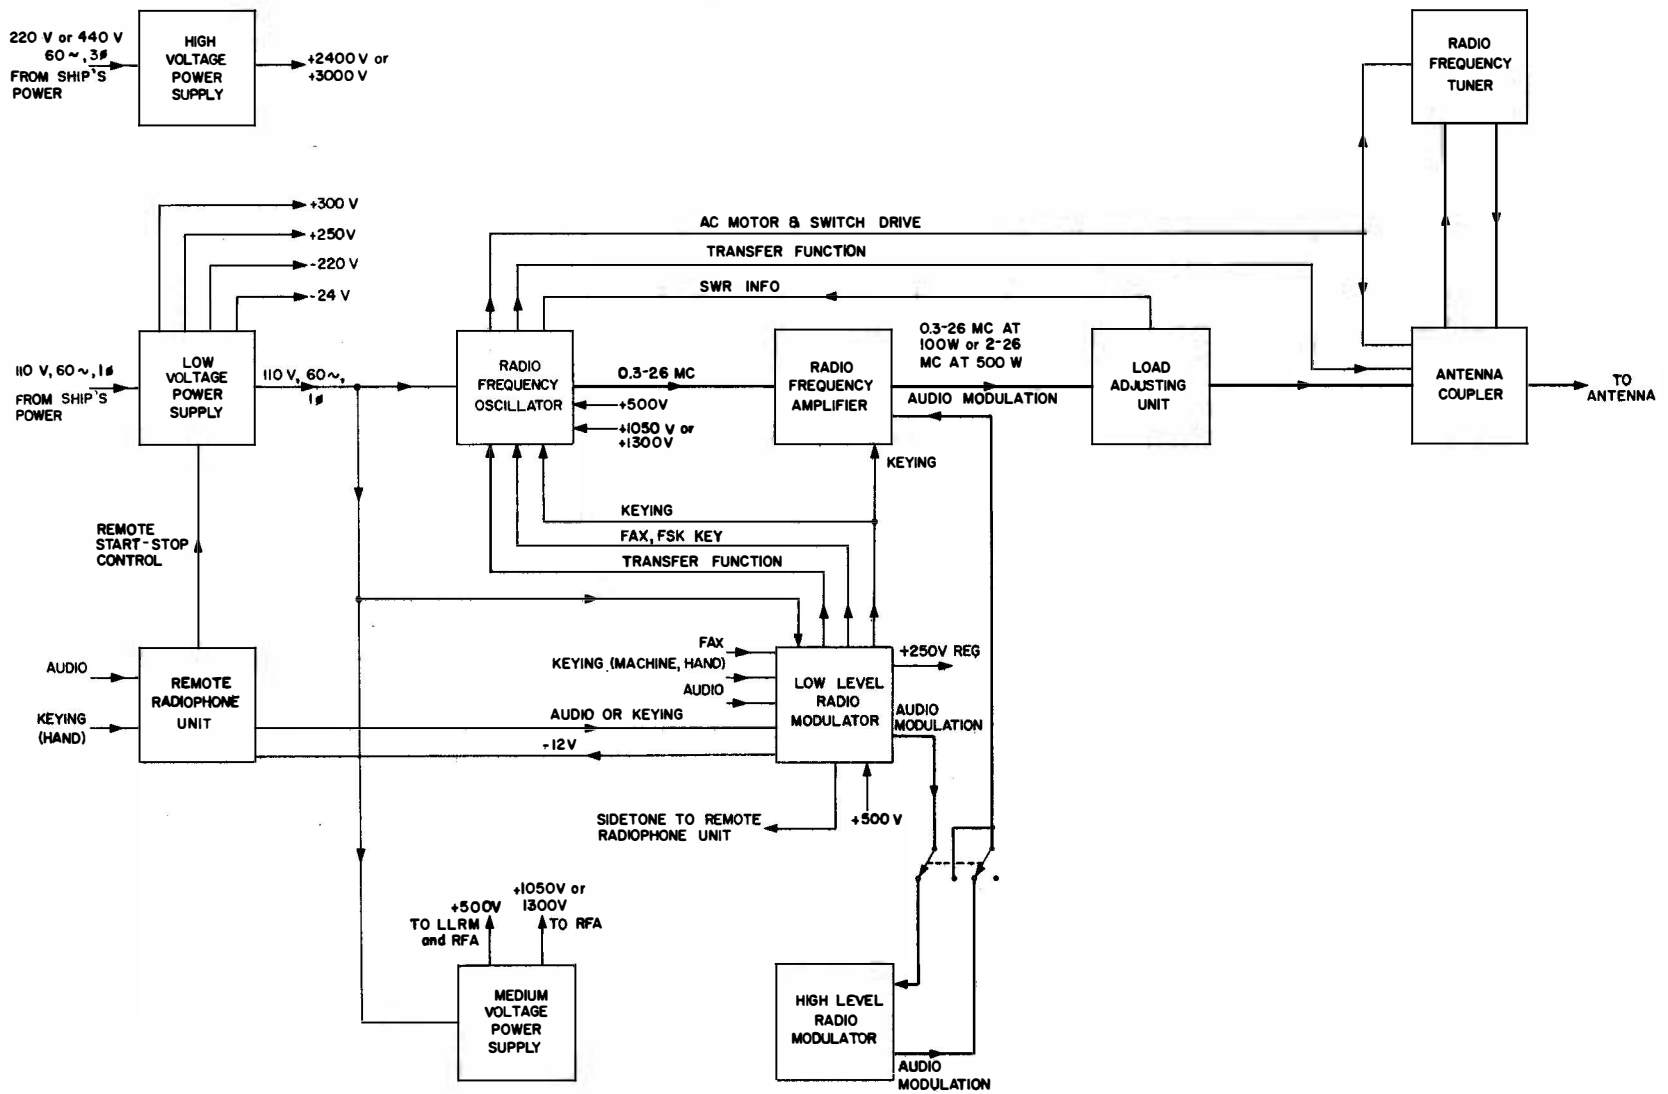 220 V or 440 V
60~, 3ø
FROM SHIP'S
POWER
HIGH
VOLTAGE
POWER
SUPPLY
+2400 V or
+3000 V
RADIO
FREQUENCY
TUNER
+300 V
+250V
-220 V
-24 V
AC MOTOR & SWITCH DRIVE
TRANSFER FUNCTION
SWR INFO
110 V, 60~, 1ø
FROM SHIP'S
POWER
LOW
VOLTAGE
POWER
SUPPLY
110 V, 60~,
1ø
RADIO
FREQUENCY
OSCILLATOR
0.3-26 MC
+500V
+1050 V or
+1300V
RADIO
FREQUENCY
AMPLIFIER
0.3-26 MC AT
100W or 2-26
MC AT 500 W
AUDIO MODULATION
LOAD
ADJUSTING
UNIT
ANTENNA
COUPLER
TO
ANTENNA
KEYING
KEYING
FAX, FSK KEY
TRANSFER FUNCTION
REMOTE
START-STOP
CONTROL
AUDIO
KEYING
(HAND)
REMOTE
RADIOPHONE
UNIT
FAX
KEYING (MACHINE, HAND)
AUDIO
AUDIO OR KEYING
-12V
LOW LEVEL
RADIO
MODULATOR
+250V REG
AUDIO
MODULATION
SIDETONE TO REMOTE
RADIOPHONE UNIT
+500 V
+500V
TO LLRM
and RFA
+1050V or
1300V
TO RFA
MEDIUM
VOLTAGE
POWER
SUPPLY
HIGH LEVEL
RADIO
MODULATOR
AUDIO
MODULATION